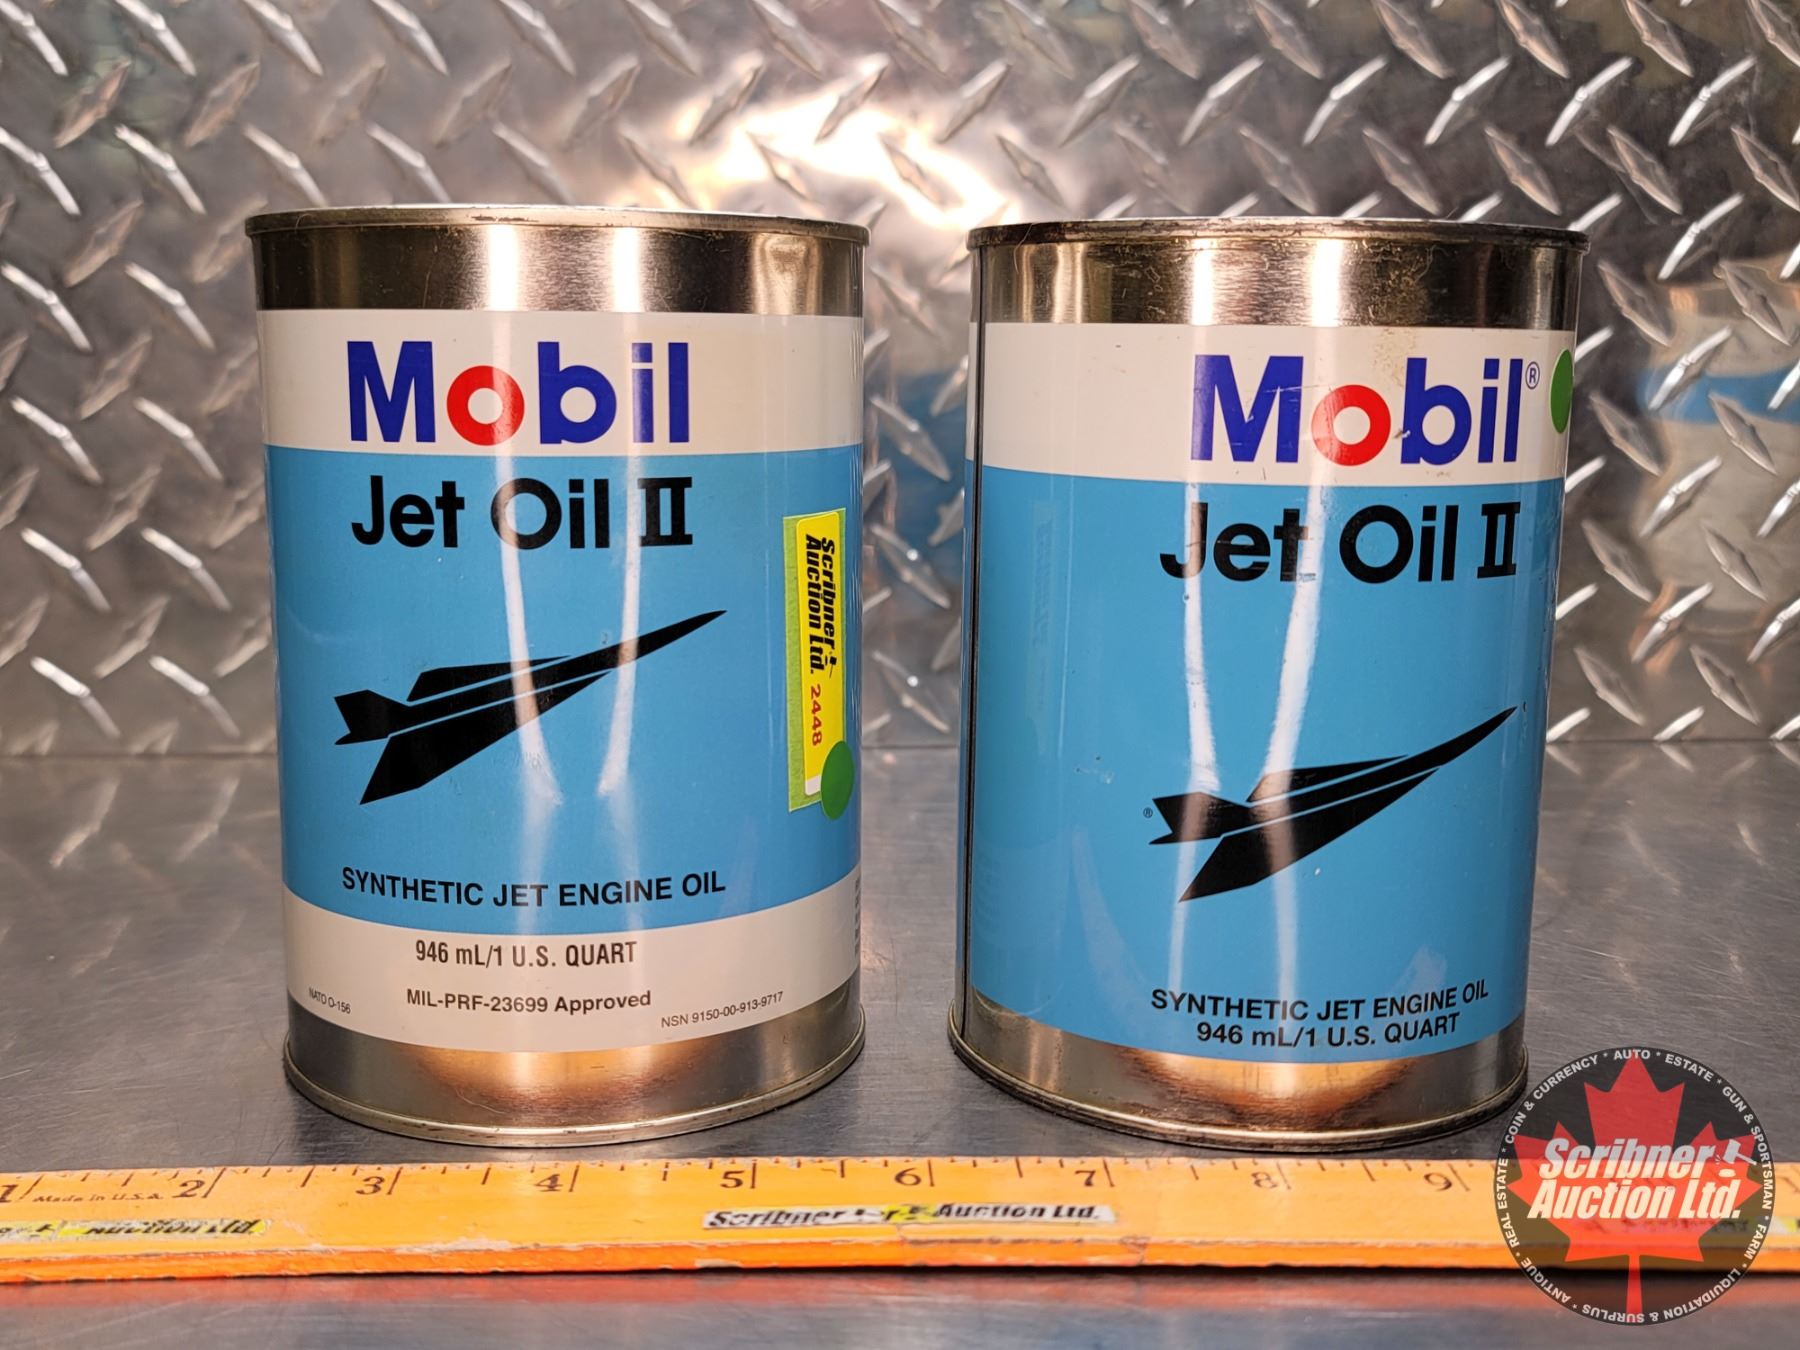 Mobil
Jet Oil II
SYNTHETIC JET ENGINE OIL
946 mL/1 U.S. QUART
MIL-PRF-23699 Approved
NATO O-156
NSN 9150-00-913-9717
Scribner
Auction Ltd.
2448
Mobil®
Jet Oil II
®
SYNTHETIC JET ENGINE OIL
946 mL/1 U.S. QUART
1 2 3 4 5 6 7 8 9
Made in U.S.A.
Auction Ltd.
Scribner Auction Ltd.
Scribner
Auction Ltd.
ANTIQUE * REAL ESTATE * COIN & CURRENCY * AUTO * ESTATE * GUN & SPORTSMAN * FARM * LIQUIDATION & SURPLUS *